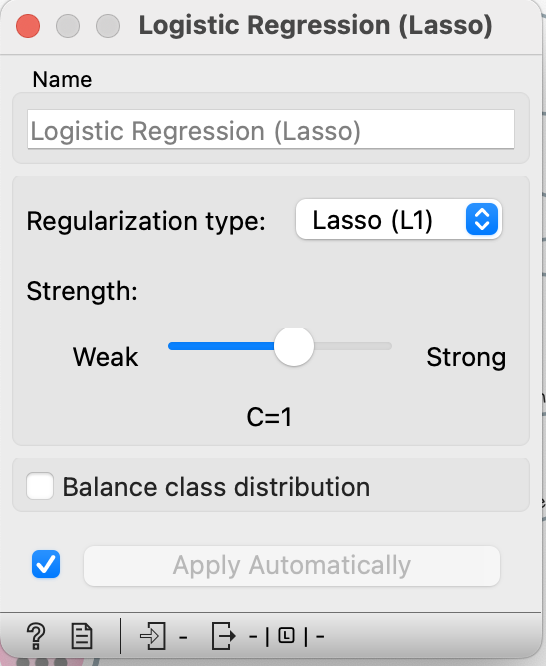 Logistic Regression (Lasso)
Name
Logistic Regression (Lasso)
Regularization type: Lasso (L1)
Strength:
Weak Strong
C=1
Balance class distribution
Apply Automatically
? - - | L | -